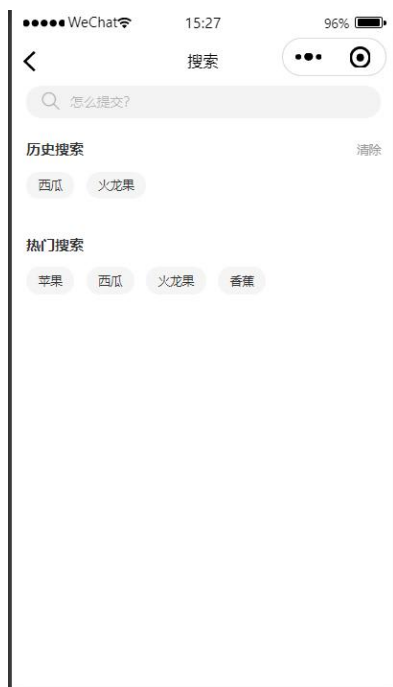 WeChat 15:27 96%
搜索
怎么提交?
历史搜索 清除
西瓜 火龙果
热门搜索
苹果 西瓜 火龙果 香蕉